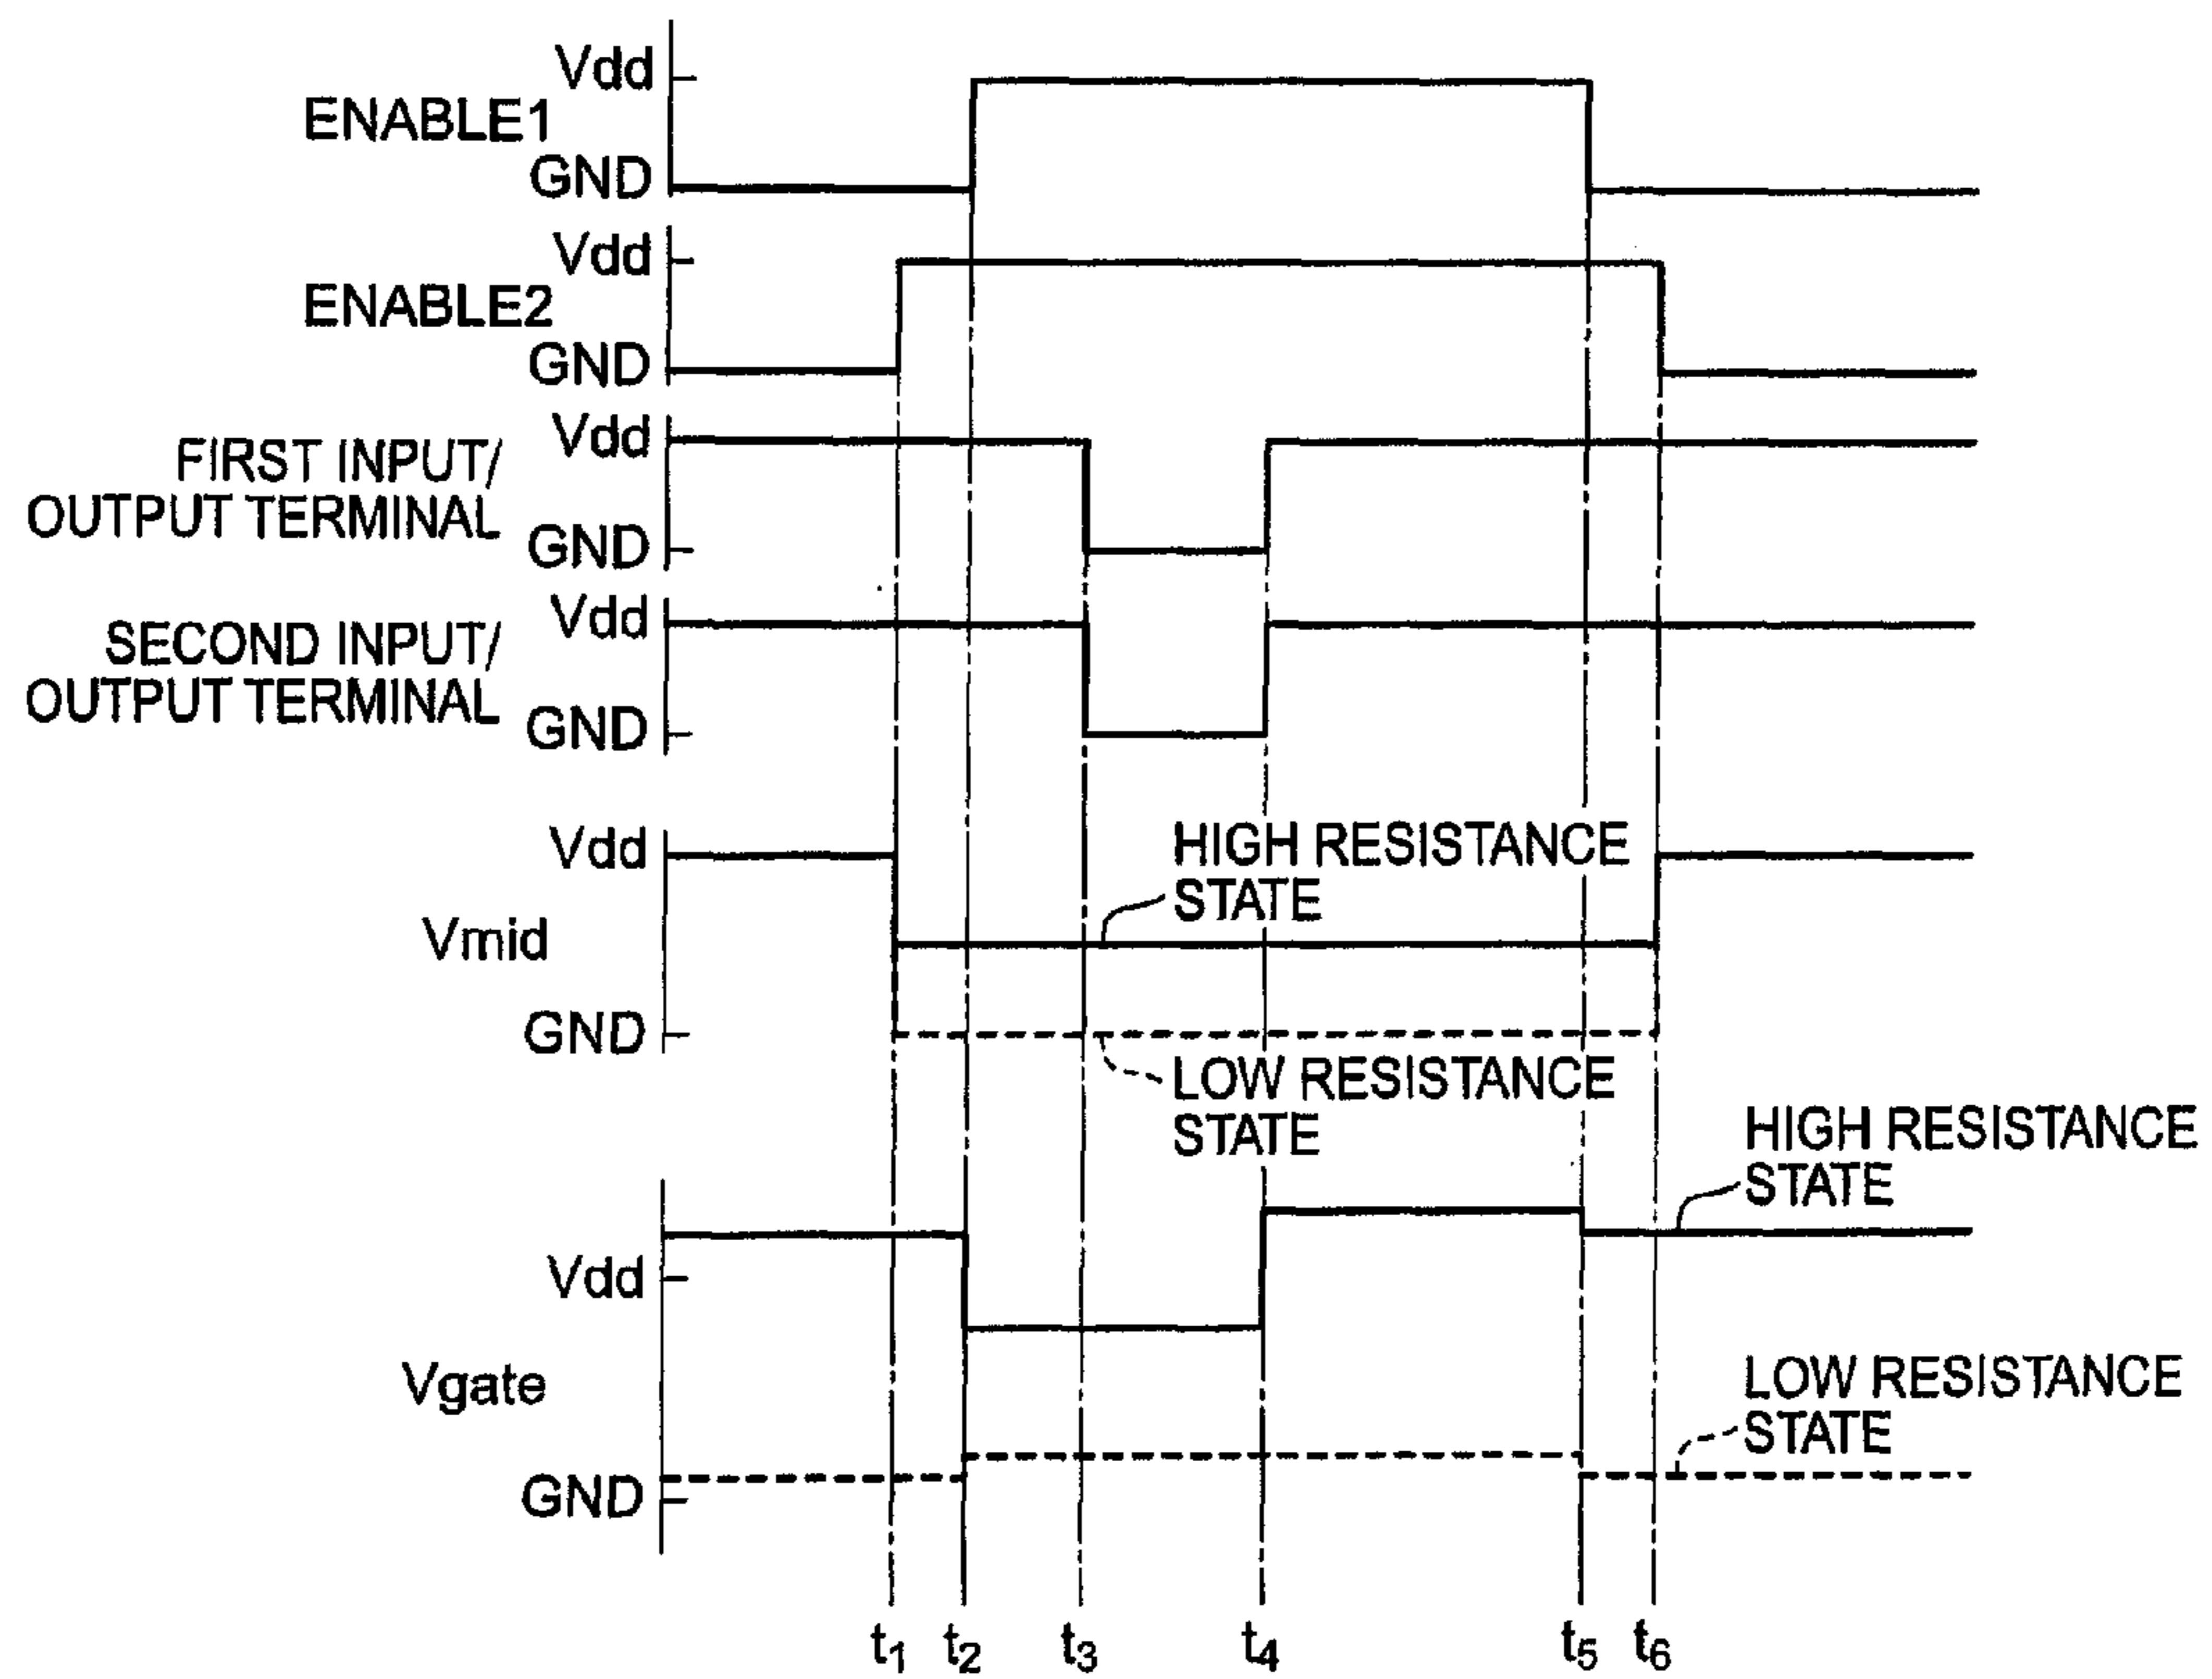 Vdd
ENABLE1
GND
Vdd
ENABLE2
GND
Vdd
FIRST INPUT/
OUTPUT TERMINAL
GND
Vdd
SECOND INPUT/
OUTPUT TERMINAL
GND
HIGH RESISTANCE
STATE
Vdd
Vmid
GND
LOW RESISTANCE
STATE
HIGH RESISTANCE
STATE
Vdd
Vgate
LOW RESISTANCE
STATE
GND
t1 t2 t3 t4 t5 t6